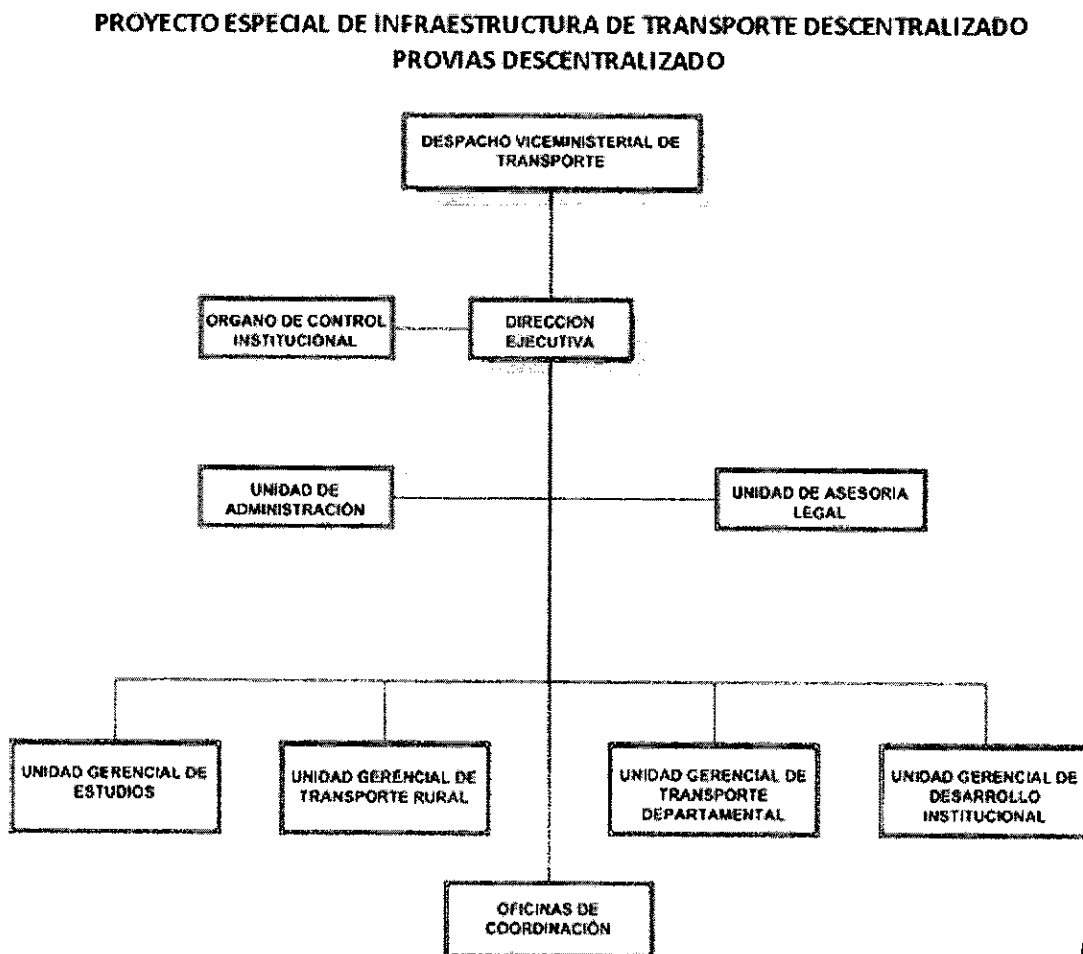 PROYECTO ESPECIAL DE INFRAESTRUCTURA DE TRANSPORTE DESCENTRALIZADO
PROVIAS DESCENTRALIZADO
DESPACHO VICEMINISTERIAL DE
TRANSPORTE
ORGANO DE CONTROL
INSTITUCIONAL
DIRECCION
EJECUTIVA
UNIDAD DE
ADMINISTRACIÓN
UNIDAD DE ASESORIA
LEGAL
UNIDAD GERENCIAL DE
ESTUDIOS
UNIDAD GERENCIAL DE
TRANSPORTE RURAL
UNIDAD GERENCIAL DE
TRANSPORTE
DEPARTAMENTAL
UNIDAD GERENCIAL DE
DESARROLLO
INSTITUCIONAL
OFICINAS DE
COORDINACIÓN